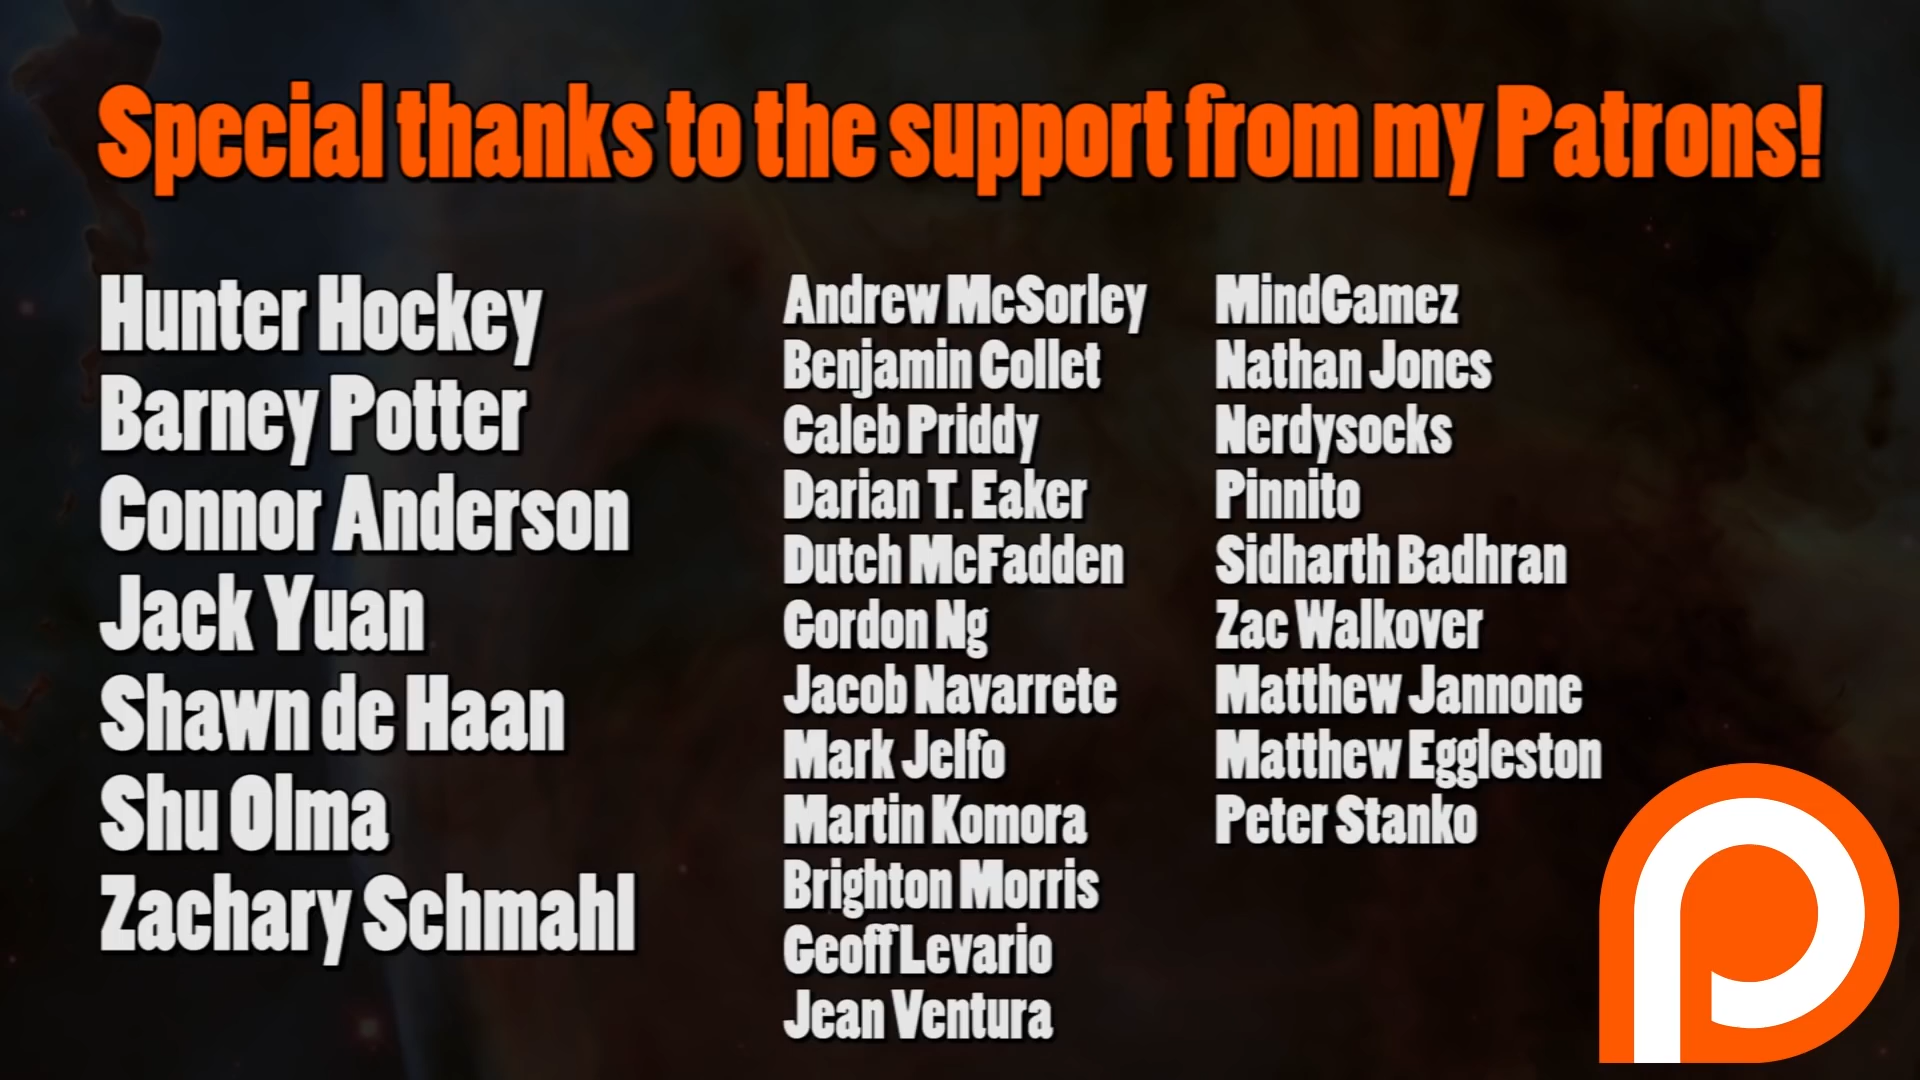 Special thanks to the support from my Patrons!
Hunter Hockey
Barney Potter
Connor Anderson
Jack Yuan
Shawn de Haan
Shu Olma
Zachary Schmahl
Andrew McSorley
Benjamin Collet
Caleb Priddy
Darian T. Eaker
Dutch McFadden
Gordon Ng
Jacob Navarrete
Mark Jelfo
Martin Komora
Brighton Morris
Geoff Levario
Jean Ventura
MindGamez
Nathan Jones
Nerdysocks
Pinnito
Sidharth Badhran
Zac Walkover
Matthew Jannone
Matthew Eggleston
Peter Stanko